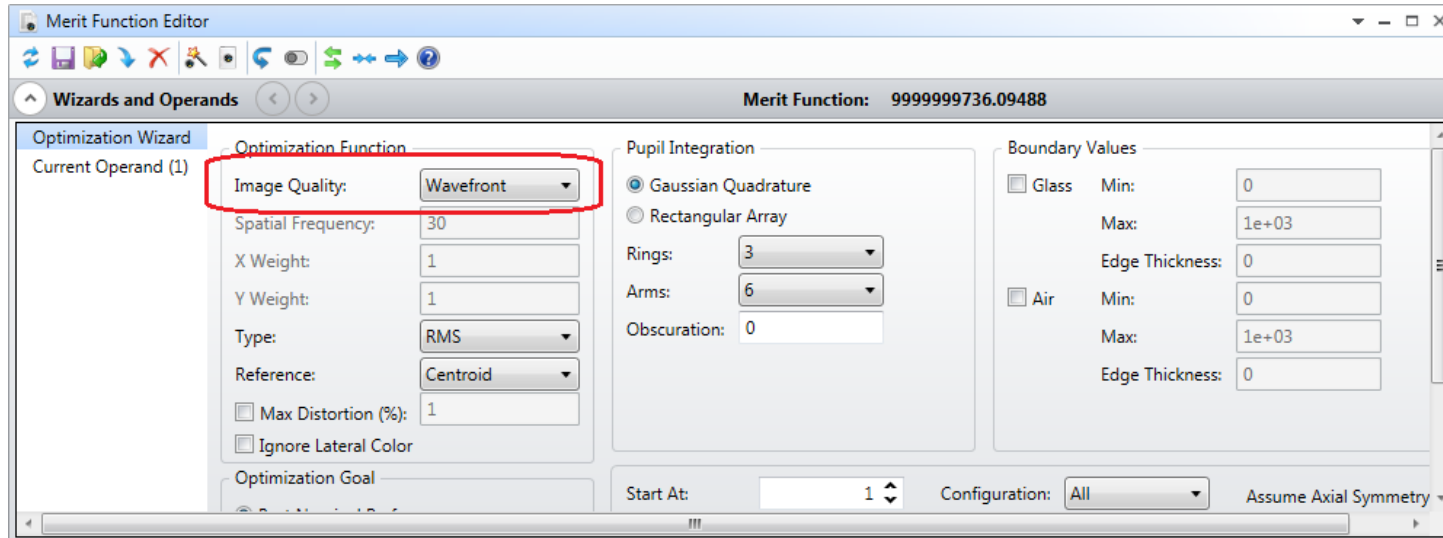 Merit Function Editor
Wizards and Operands
Merit Function: 9999999736.09488
Optimization Wizard
Current Operand (1)
Optimization Function
Image Quality: Wavefront
Spatial Frequency: 30
X Weight: 1
Y Weight: 1
Type: RMS
Reference: Centroid
Max Distortion (%): 1
Ignore Lateral Color
Optimization Goal
Pupil Integration
Gaussian Quadrature
Rectangular Array
Rings: 3
Arms: 6
Obscuration: 0
Boundary Values
Glass Min: 0
Max: 1e+03
Edge Thickness: 0
Air Min: 0
Max: 1e+03
Edge Thickness: 0
Start At: 1
Configuration: All
Assume Axial Symmetry